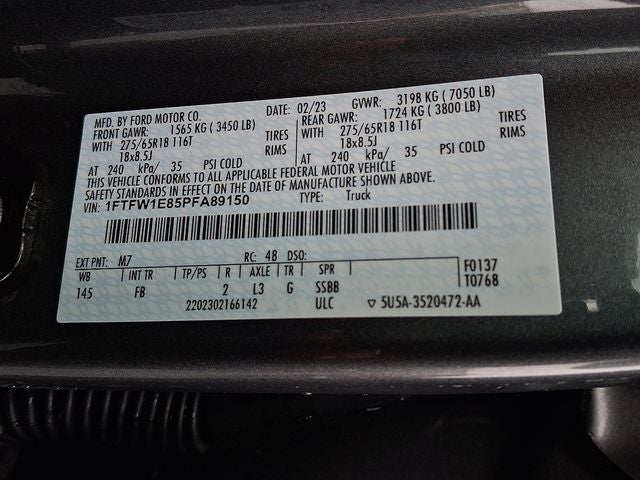 MFD. BY FORD MOTOR CO. DATE: 02/23 GVWR: 3198 KG ( 7050 LB)
FRONT GAWR: 1565 KG ( 3450 LB) REAR GAWR: 1724 KG ( 3800 LB)
WITH 275/65R18 116T TIRES WITH 275/65R18 116T TIRES
18x8.5J RIMS 18x8.5J RIMS
AT 240 kPa/ 35 PSI COLD AT 240 kPa/ 35 PSI COLD
THIS VEHICLE CONFORMS TO ALL APPLICABLE FEDERAL MOTOR VEHICLE
SAFETY STANDARDS IN EFFECT ON THE DATE OF MANUFACTURE SHOWN ABOVE.
VIN: 1FTFW1E85PFA89150 TYPE: Truck
EXT PNT: M7 RC: 48 DSO: F0137
WB INT TR TP/PS R AXLE TR SPR T0768
145 FB 2 L3 G SSBB
2202302166142 ULC ▽ 5U5A-3520472-AA